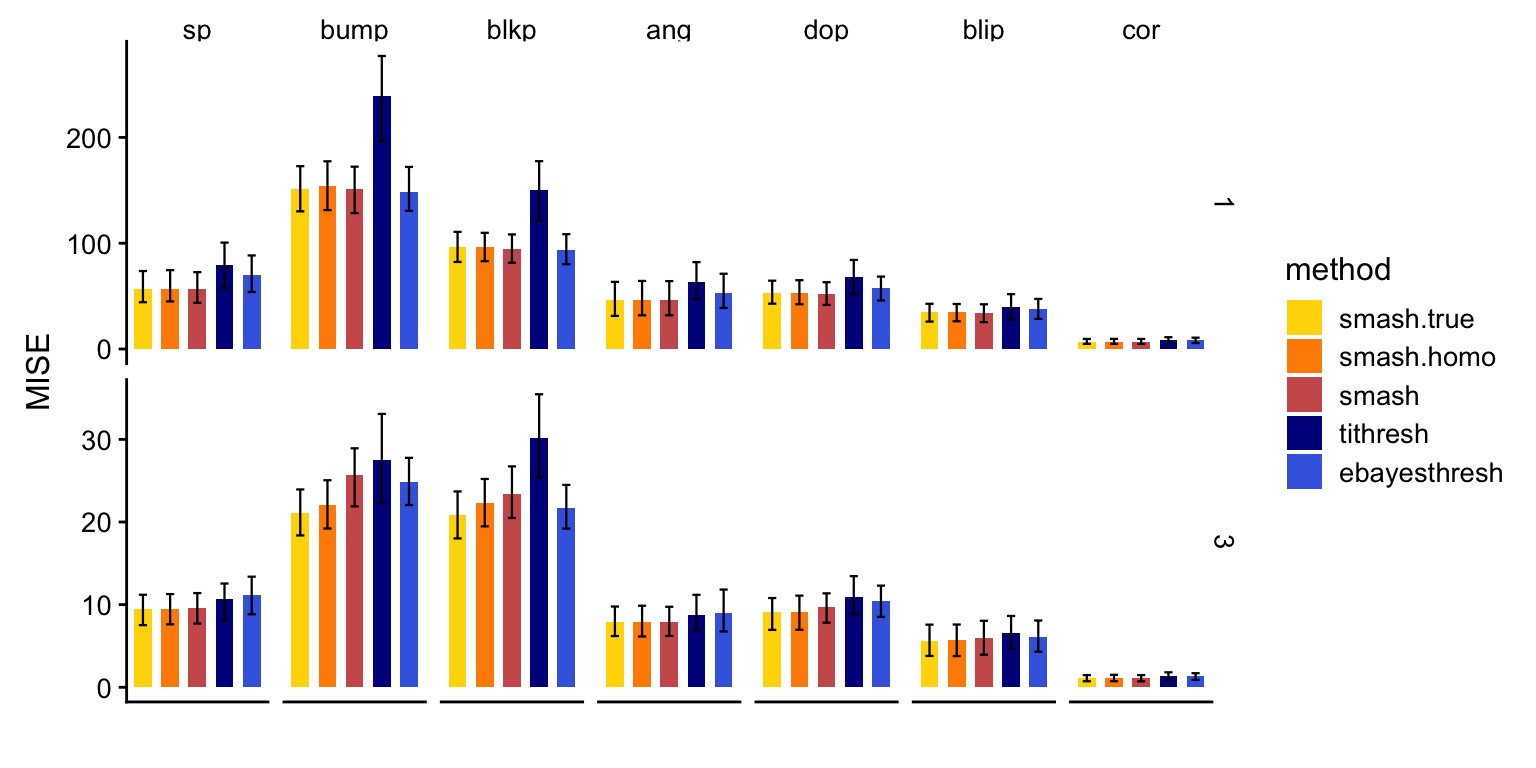 sp bump blkp ang dop blip cor
MISE
200
100
0
1
30
20
10
0
3
method
smash.true
smash.homo
smash
tithresh
ebayesthresh